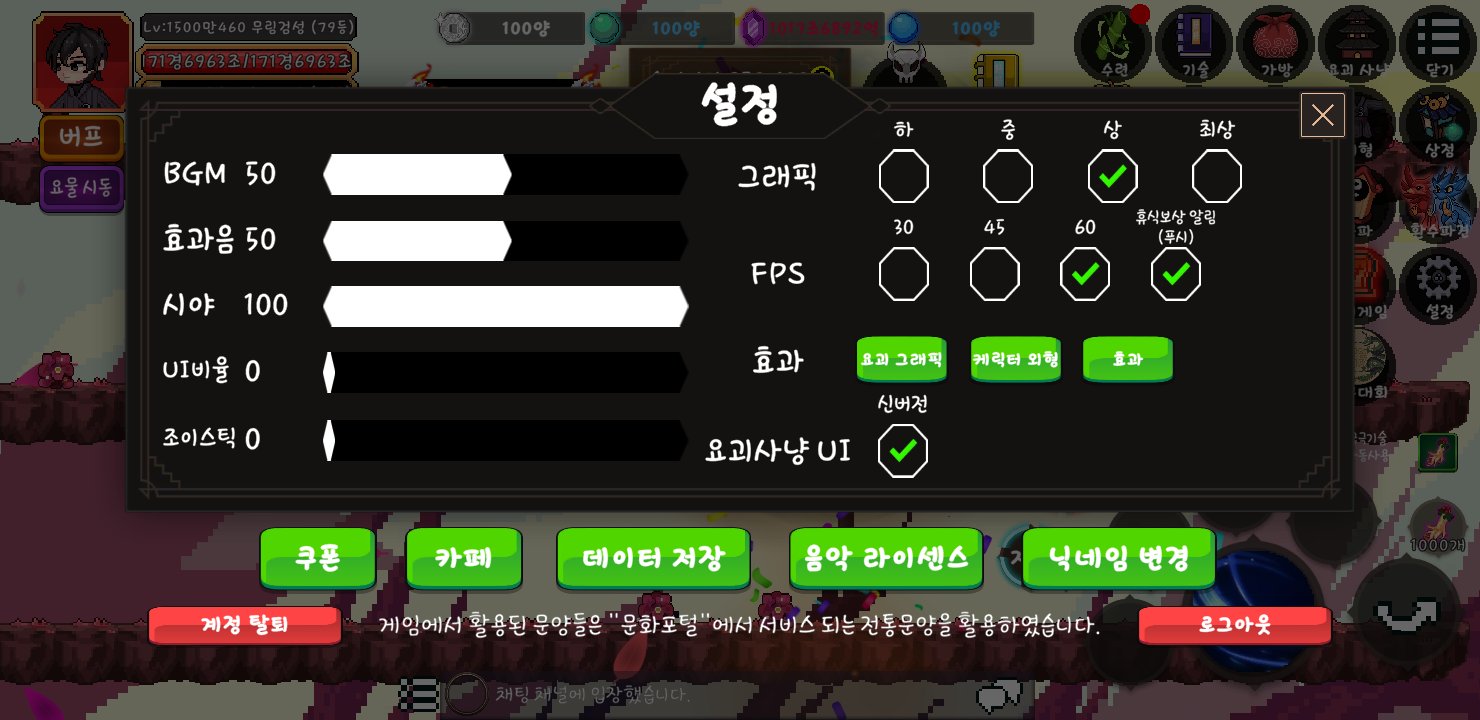 Lv:1500만460 무림검성 (79등)
171경6963조/171경6963조
100양
100양
100양
버프
요물시동
수련
기술
가방
요괴 사냥
닫기
상점
환수파견
설정
설정
BGM 50
효과음 50
시야 100
UI비율 0
조이스틱 0
그래픽
하 중 상 최상
FPS
30 45 60 휴식보상 알림
(푸시)
효과
요괴 그래픽 케릭터 외형 효과
신버전
요괴사냥 UI
쿠폰 카페 데이터 저장 음악 라이센스 닉네임 변경
계정 탈퇴
게임에서 활용된 문양들은 "문화포털"에서 서비스 되는 전통문양을 활용하였습니다.
로그아웃
1000개
채팅 채널에 입장했습니다.